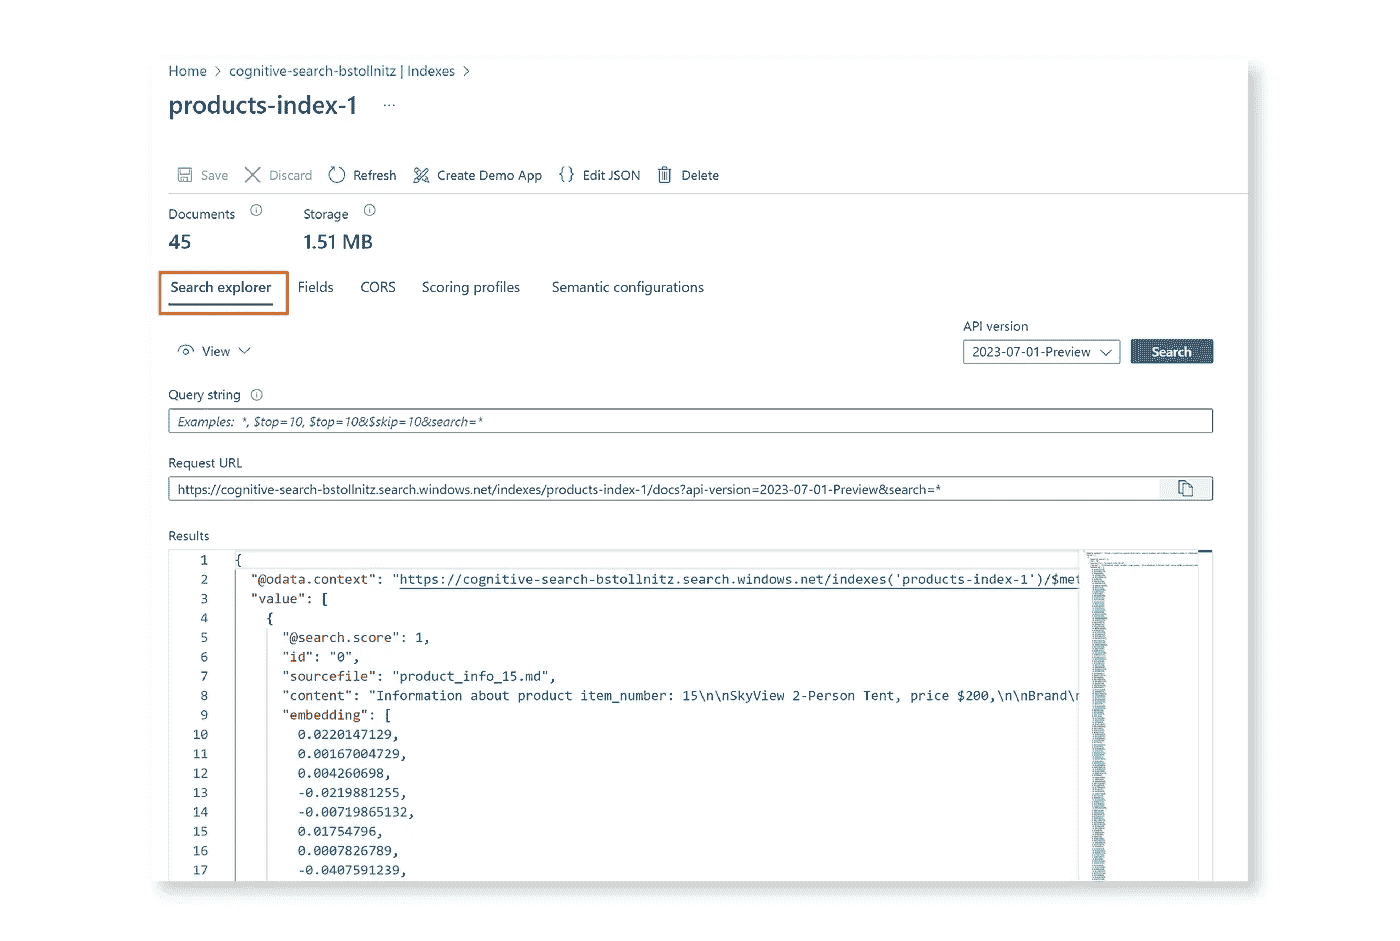 Home > cognitive-search-bstollnitz | Indexes >
products-index-1 ...
Save Discard Refresh Create Demo App {} Edit JSON Delete
Documents Storage
45 1.51 MB
Search explorer Fields CORS Scoring profiles Semantic configurations
API version
View 2023-07-01-Preview Search
Query string
Examples: *, $top=10, $top=10&$skip=10&search=*
Request URL
https://cognitive-search-bstollnitz.search.windows.net/indexes/products-index-1/docs?api-version=2023-07-01-Preview&search=*
Results
1 {
2 "@odata.context": "https://cognitive-search-bstollnitz.search.windows.net/indexes('products-index-1')/$met
3 "value": [
4 {
5 "@search.score": 1,
6 "id": "0",
7 "sourcefile": "product_info_15.md",
8 "content": "Information about product item_number: 15\n\nSkyView 2-Person Tent, price $200,\n\nBrand\n
9 "embedding": [
10 0.0220147129,
11 0.00167004729,
12 0.004260698,
13 -0.0219881255,
14 -0.00719865132,
15 0.01754796,
16 0.0007826789,
17 -0.0407591239,